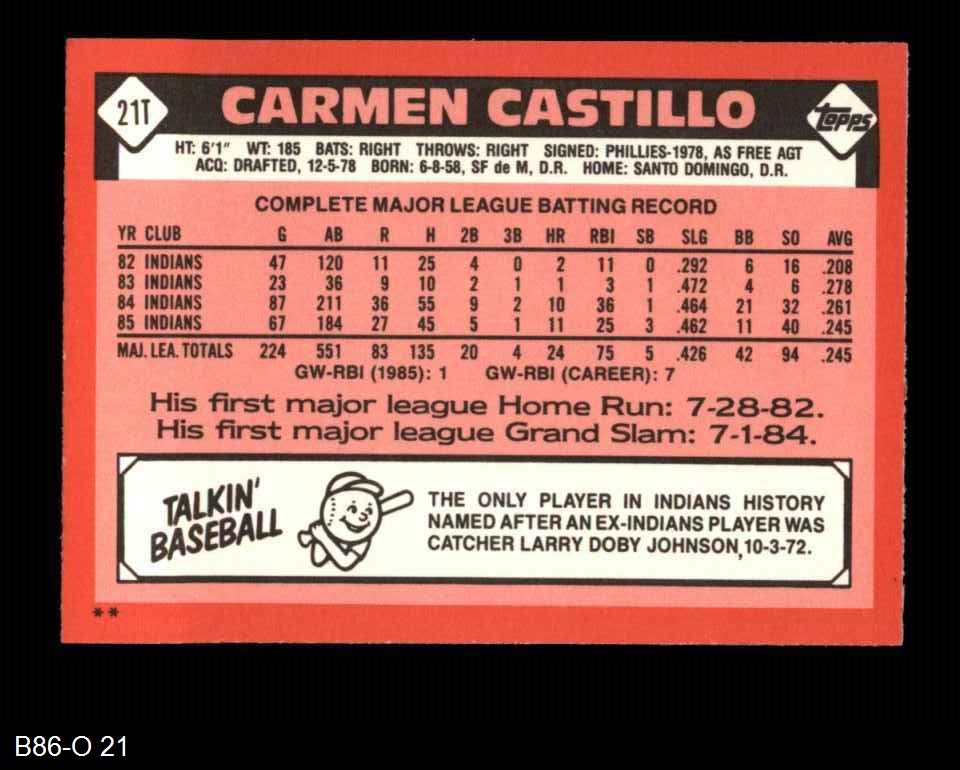 21T
CARMEN CASTILLO
TOPPS
HT: 6'1" WT: 185 BATS: RIGHT THROWS: RIGHT SIGNED: PHILLIES-1978, AS FREE AGT
ACQ: DRAFTED, 12-5-78 BORN: 6-8-58, SF de M, D.R. HOME: SANTO DOMINGO, D.R.
COMPLETE MAJOR LEAGUE BATTING RECORD
YR CLUB G AB R H 2B 3B HR RBI SB SLG BB SO AVG
82 INDIANS 47 120 11 25 4 0 2 11 0 .292 6 16 .208
83 INDIANS 23 36 9 10 2 1 1 3 1 .472 4 6 .278
84 INDIANS 87 211 36 55 9 2 10 36 1 .464 21 32 .261
85 INDIANS 67 184 27 45 5 1 11 25 3 .462 11 40 .245
MAJ. LEA. TOTALS 224 551 83 135 20 4 24 75 5 .426 42 94 .245
GW-RBI (1985): 1 GW-RBI (CAREER): 7
His first major league Home Run: 7-28-82.
His first major league Grand Slam: 7-1-84.
TALKIN'
BASEBALL
THE ONLY PLAYER IN INDIANS HISTORY
NAMED AFTER AN EX-INDIANS PLAYER WAS
CATCHER LARRY DOBY JOHNSON,10-3-72.
**
B86-O 21